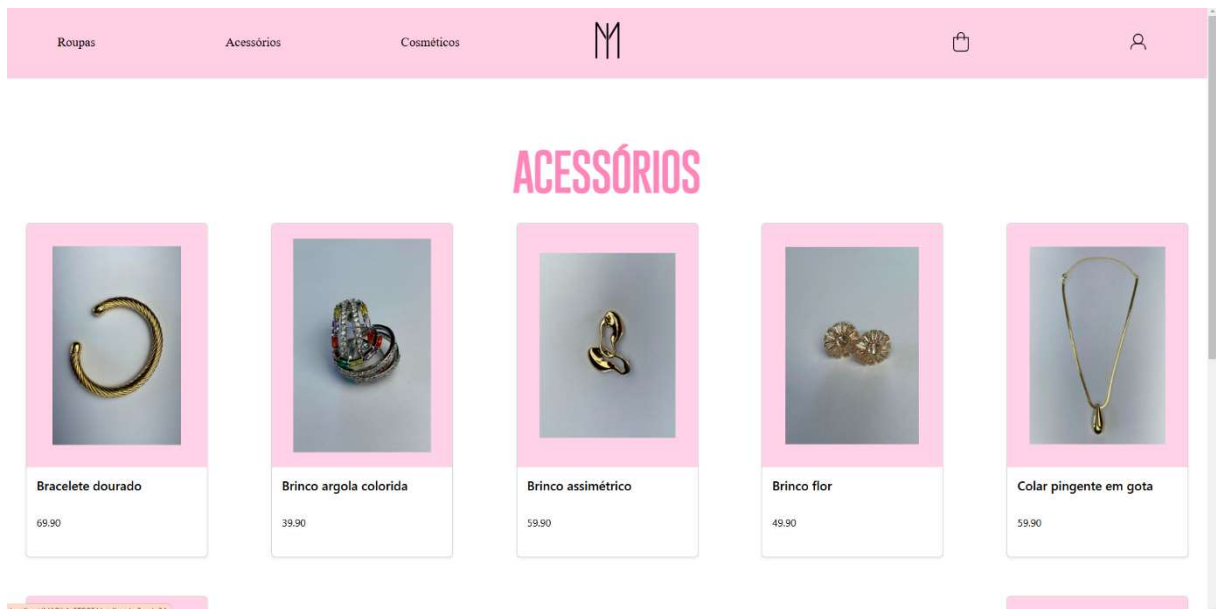 Roupas
Acessórios
Cosméticos
ACESSÓRIOS
Bracelete dourado
69.90
Brinco argola colorida
39.90
Brinco assimétrico
59.90
Brinco flor
49.90
Colar pingente em gota
59.90